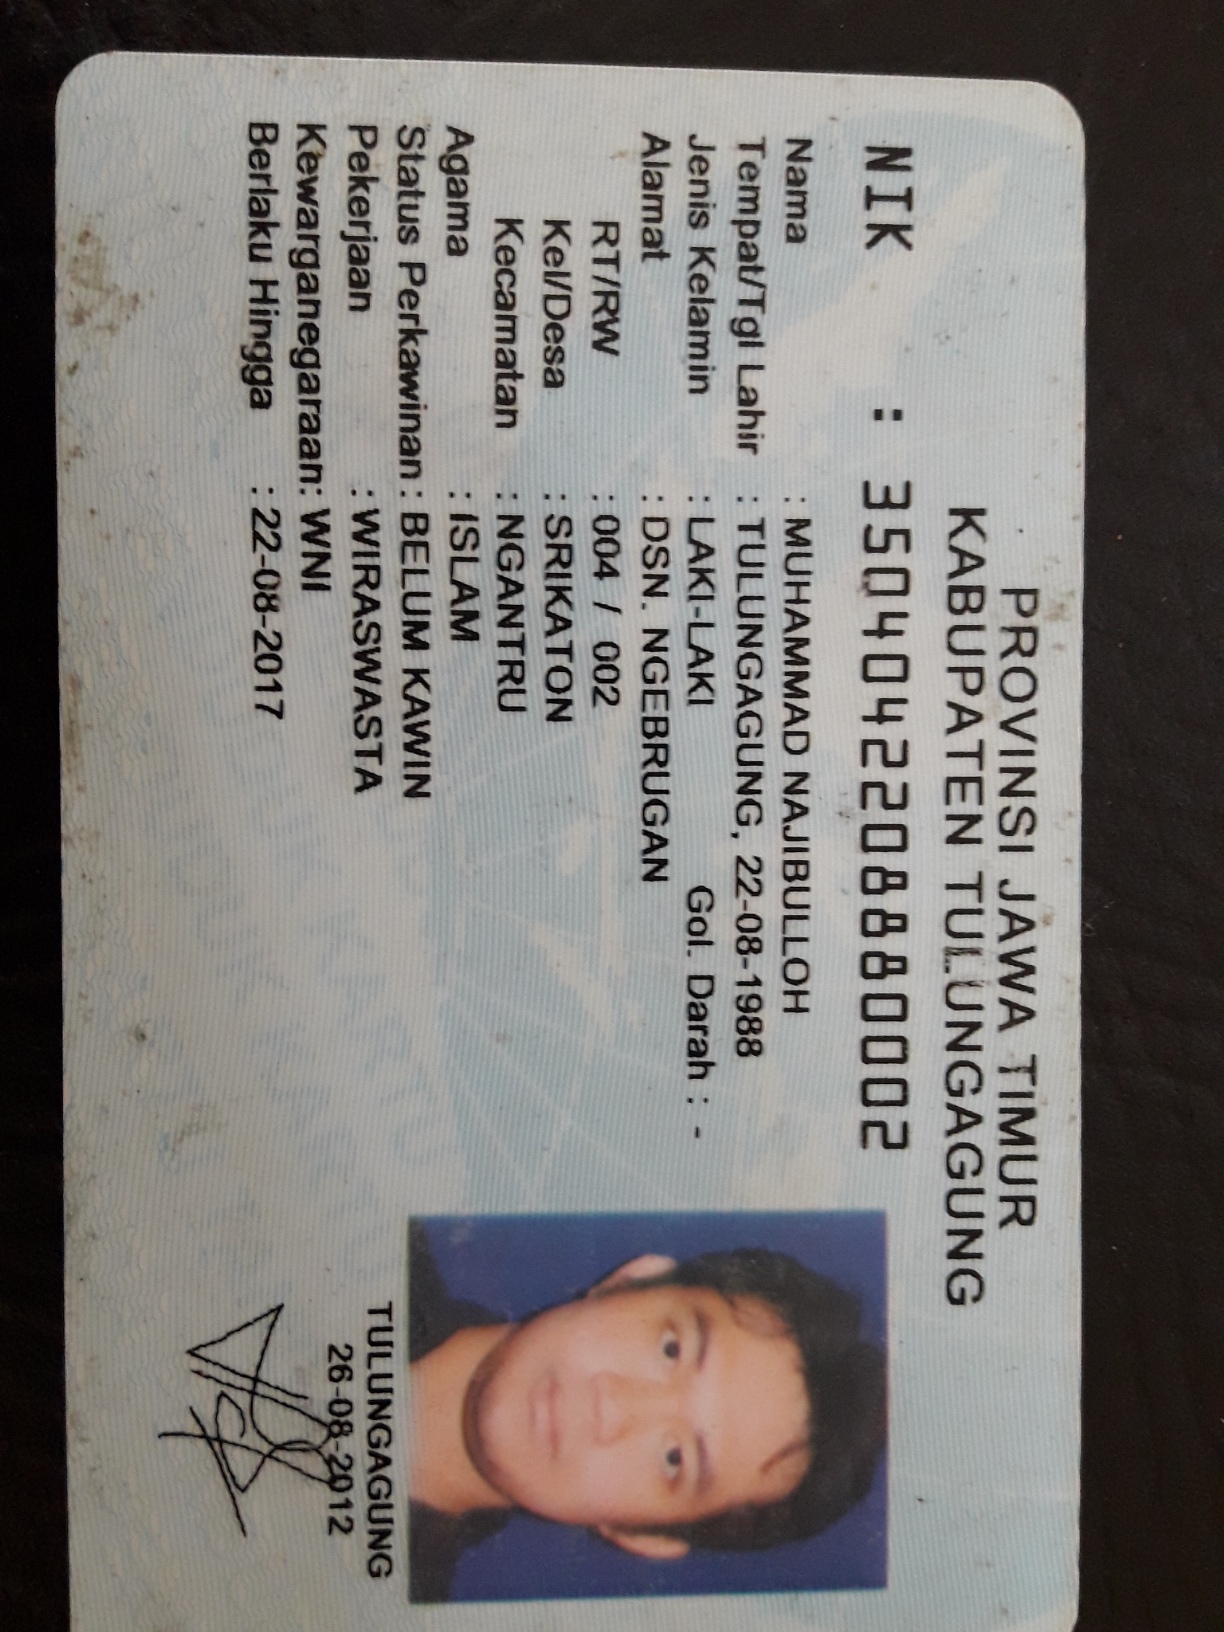 PROVINSI JAWA TIMUR
KABUPATEN TULUNGAGUNG
NIK : 3504042208880002
Nama : MUHAMMAD NAJIBULLOH
Tempat/Tgl Lahir : TULUNGAGUNG, 22-08-1988
Jenis Kelamin : LAKI-LAKI Gol. Darah : -
Alamat : DSN. NGEBRUGAN
RT/RW : 004 / 002
Kel/Desa : SRIKATON
Kecamatan : NGANTRU
Agama : ISLAM
Status Perkawinan : BELUM KAWIN
Pekerjaan : WIRASWASTA
Kewarganegaraan: WNI
Berlaku Hingga : 22-08-2017
TULUNGAGUNG
26-08-2012